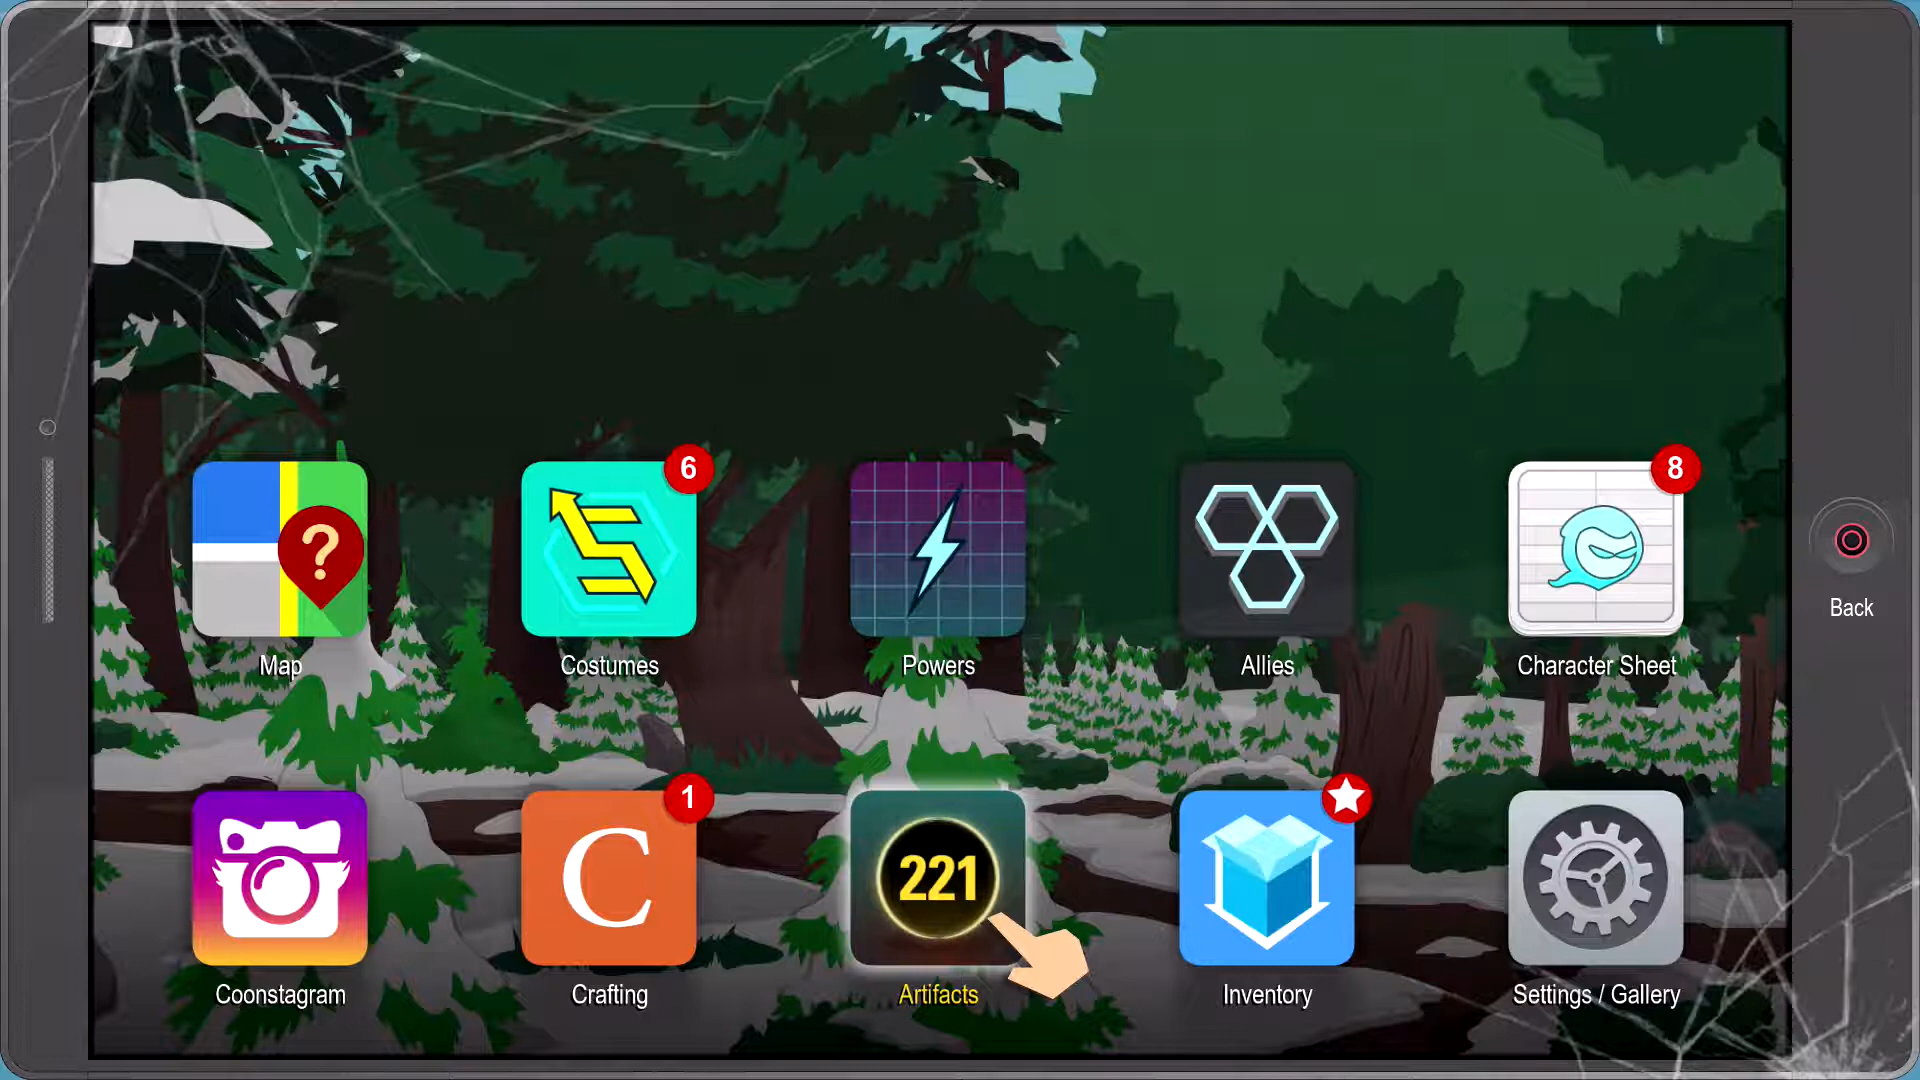 6
8
?
Map
Costumes
Powers
Allies
Character Sheet
Back
1
C
221
Coonstagram
Crafting
Artifacts
Inventory
Settings / Gallery